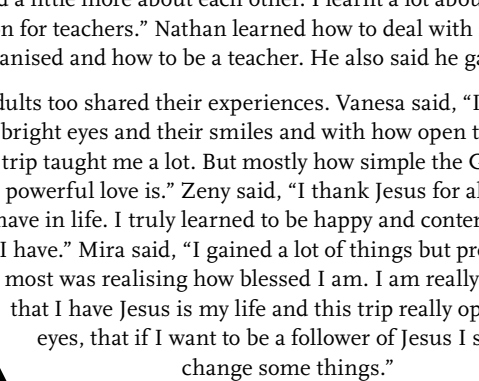 a little more about each other. I learnt a lot
for teachers.” Nathan learned how to deal with
and how to be a teacher. He also said he
too shared their experiences. Vanesa said, “I
bright eyes and their smiles and with how open
trip taught me a lot. But mostly how simple the
powerful love is.” Zeny said, “I thank Jesus for
have in life. I truly learned to be happy and
I have.” Mira said, “I gained a lot of things but
most was realising how blessed I am. I am really
that I have Jesus is my life and this trip really
eyes, that if I want to be a follower of Jesus I
change some things.”